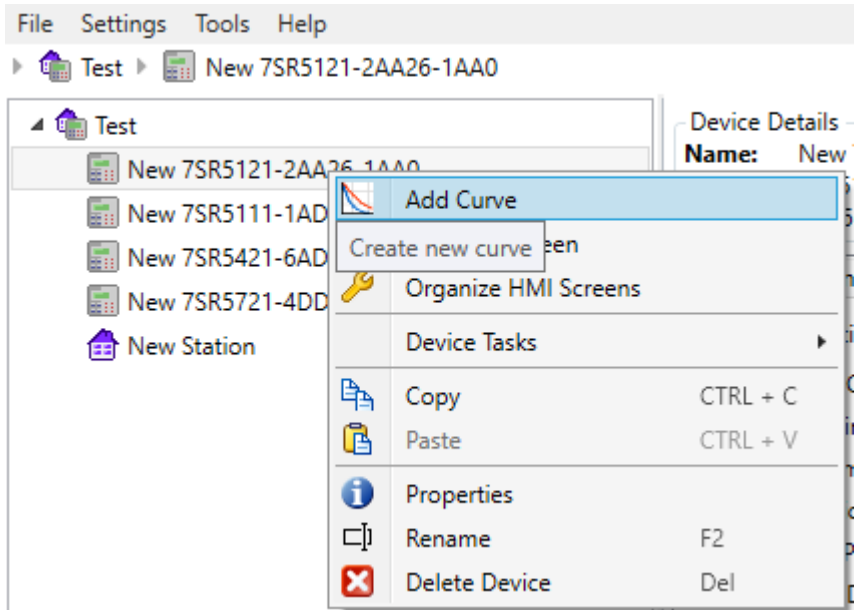 File Settings Tools Help
Test New 7SR5121-2AA26-1AA0
Test
Device Details
New 7SR5121-2AA26-1AA0
Name: New
New 7SR5111-1AD
Add Curve
Create new curve
New 7SR5421-6AD
Organize HMI Screens
New 7SR5721-4DD
New Station
Device Tasks
Copy CTRL + C
Paste CTRL + V
Properties
Rename F2
Delete Device Del